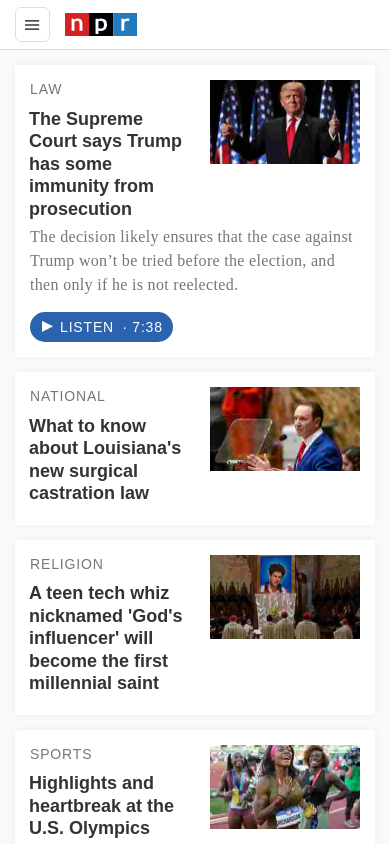 npr
LAW
The Supreme
Court says Trump
has some
immunity from
prosecution
The decision likely ensures that the case against
Trump won’t be tried before the election, and
then only if he is not reelected.
LISTEN · 7:38
NATIONAL
What to know
about Louisiana's
new surgical
castration law
RELIGION
A teen tech whiz
nicknamed 'God's
influencer' will
become the first
millennial saint
SPORTS
Highlights and
heartbreak at the
U.S. Olympics
RICHARDSON